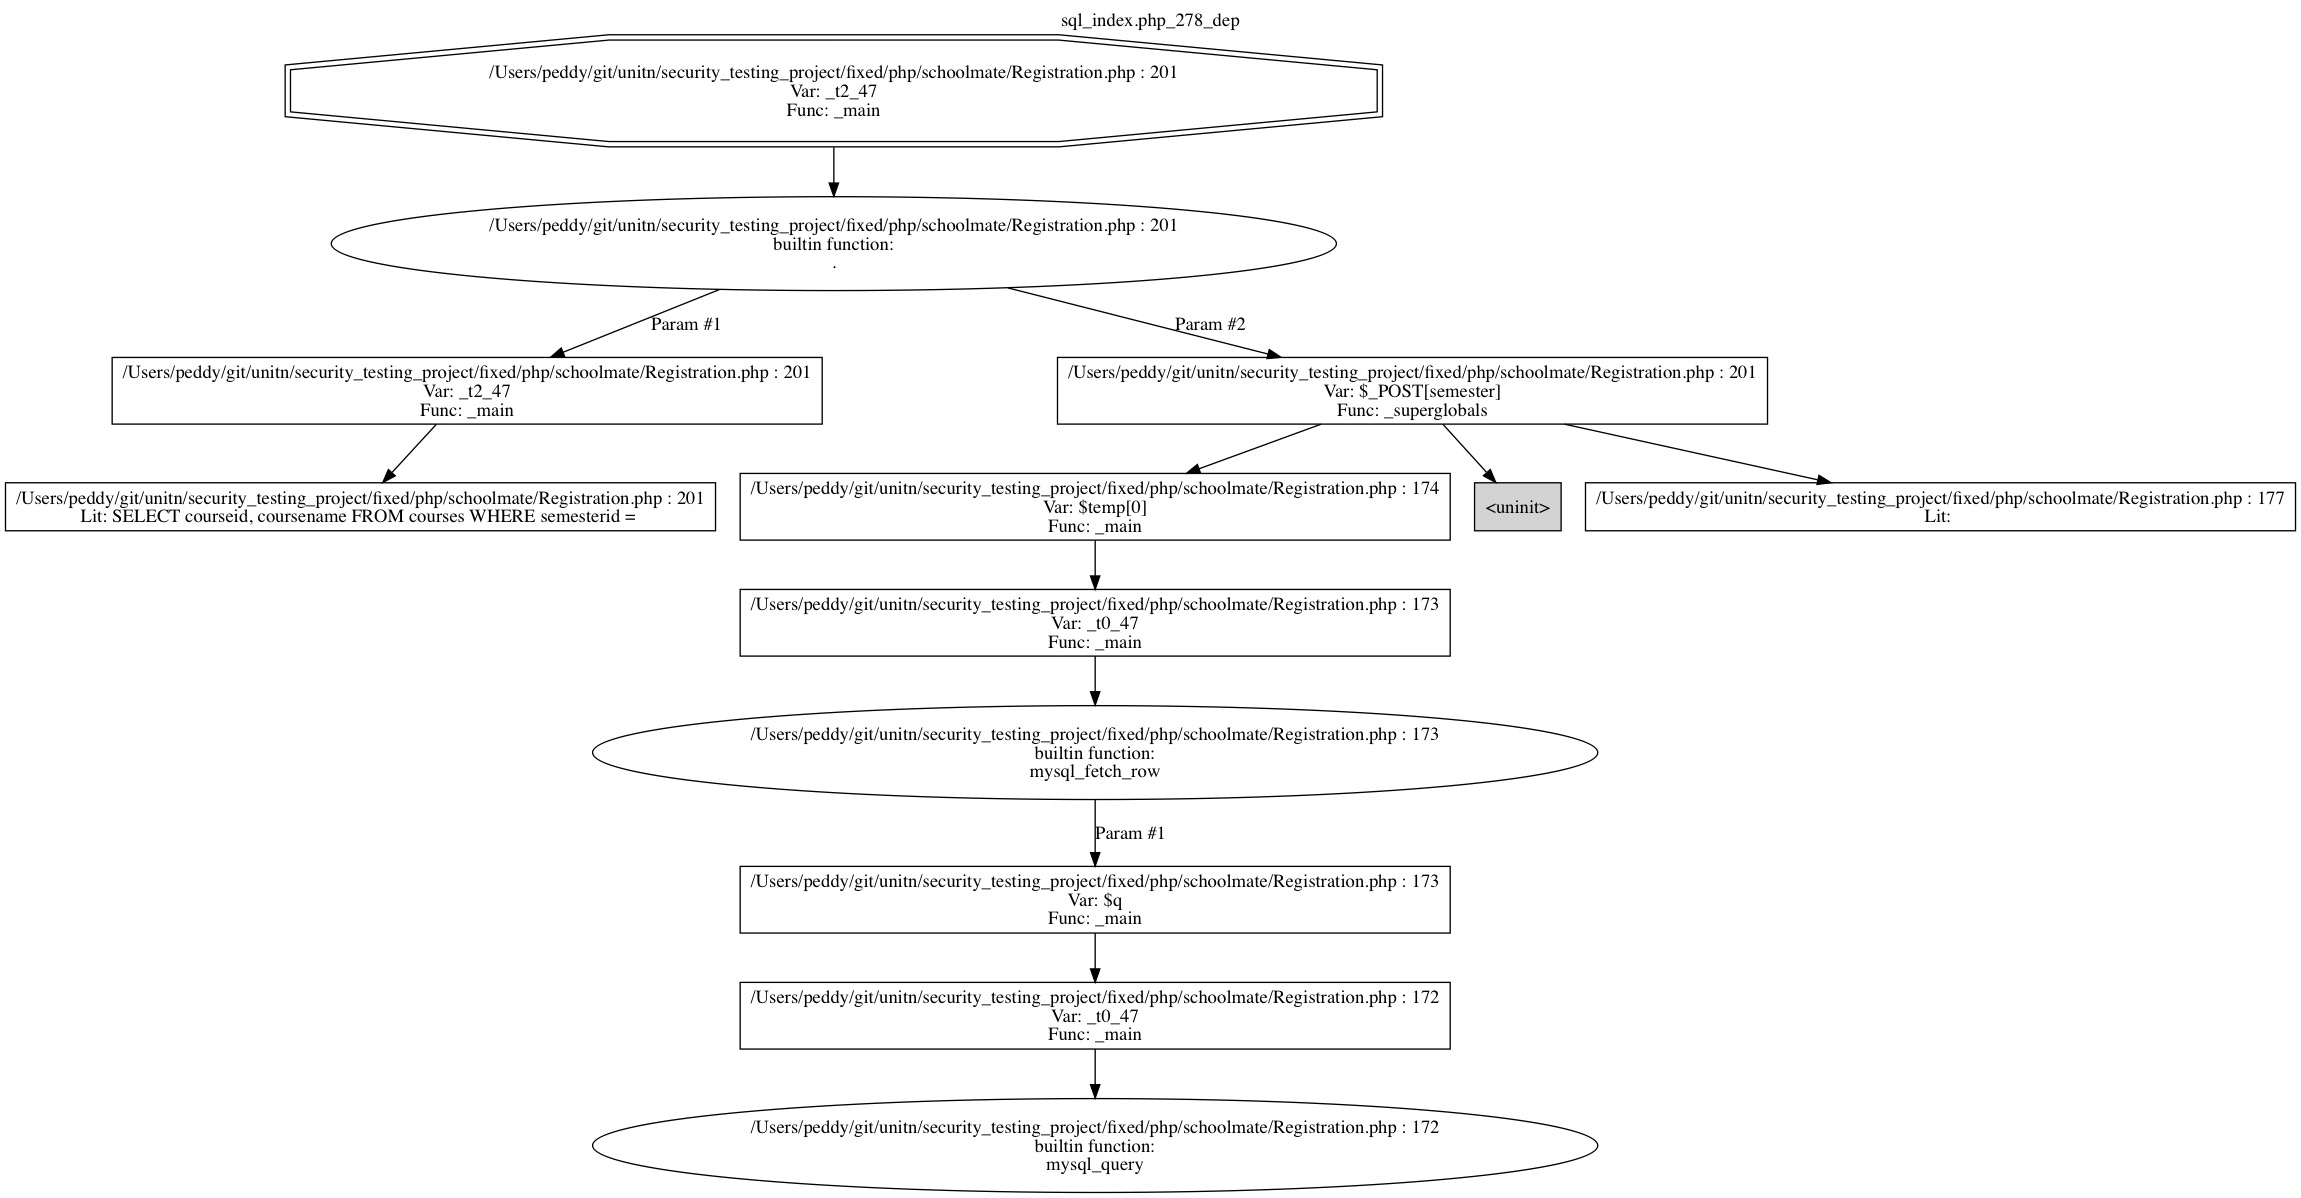 sql_index.php_278_dep
/Users/peddy/git/unitn/security_testing_project/fixed/php/schoolmate/Registration.php : 201
Var: _t2_47
Func: _main
/Users/peddy/git/unitn/security_testing_project/fixed/php/schoolmate/Registration.php : 201
builtin function:
.
Param #1
Param #2
/Users/peddy/git/unitn/security_testing_project/fixed/php/schoolmate/Registration.php : 201
Var: _t2_47
Func: _main
/Users/peddy/git/unitn/security_testing_project/fixed/php/schoolmate/Registration.php : 201
Var: $_POST[semester]
Func: _superglobals
/Users/peddy/git/unitn/security_testing_project/fixed/php/schoolmate/Registration.php : 201
Lit: SELECT courseid, coursename FROM courses WHERE semesterid =
/Users/peddy/git/unitn/security_testing_project/fixed/php/schoolmate/Registration.php : 174
Var: $temp[0]
Func: _main
<uninit>
/Users/peddy/git/unitn/security_testing_project/fixed/php/schoolmate/Registration.php : 177
Lit:
/Users/peddy/git/unitn/security_testing_project/fixed/php/schoolmate/Registration.php : 173
Var: _t0_47
Func: _main
/Users/peddy/git/unitn/security_testing_project/fixed/php/schoolmate/Registration.php : 173
builtin function:
mysql_fetch_row
Param #1
/Users/peddy/git/unitn/security_testing_project/fixed/php/schoolmate/Registration.php : 173
Var: $q
Func: _main
/Users/peddy/git/unitn/security_testing_project/fixed/php/schoolmate/Registration.php : 172
Var: _t0_47
Func: _main
/Users/peddy/git/unitn/security_testing_project/fixed/php/schoolmate/Registration.php : 172
builtin function:
mysql_query